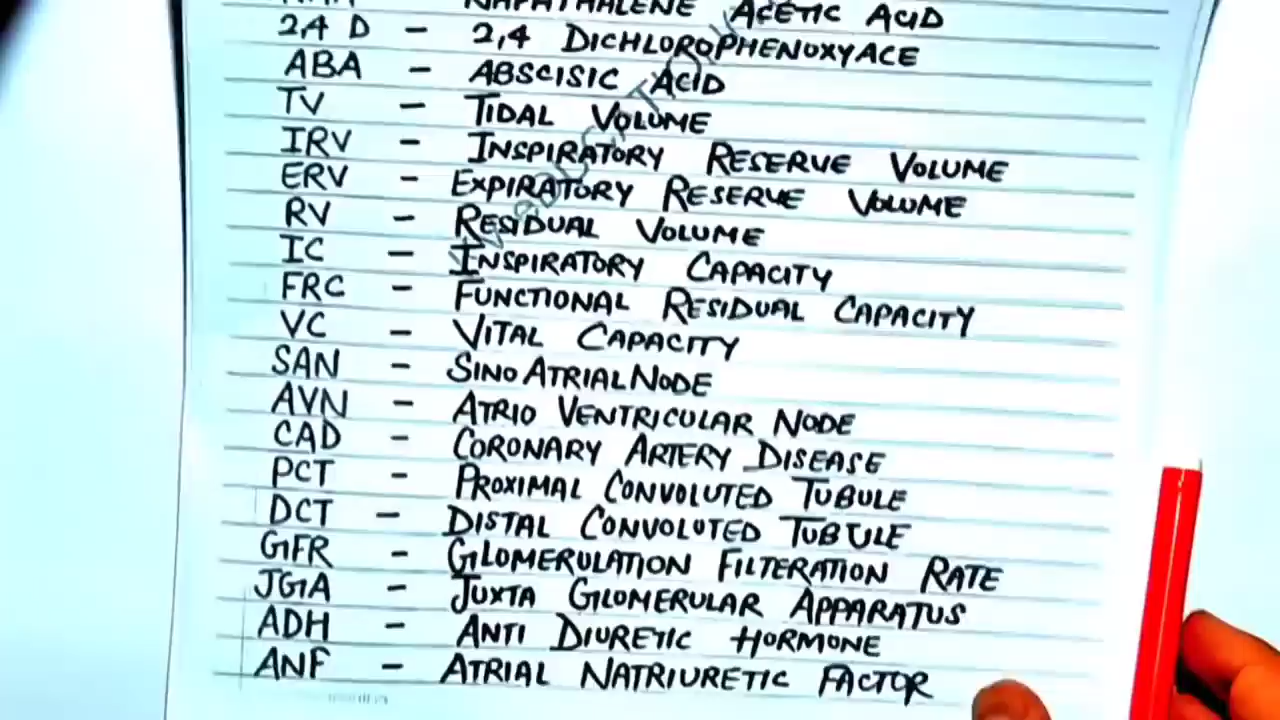 NAPHTHALENE ACETIC ACID
2,4 D - 2,4 DICHLOROPHENOXYACE
ABA - ABSCISIC ACID
TV - TIDAL VOLUME
IRV - INSPIRATORY RESERVE VOLUME
ERV - EXPIRATORY RESERVE VOLUME
RV - RESIDUAL VOLUME
IC - INSPIRATORY CAPACITY
FRC - FUNCTIONAL RESIDUAL CAPACITY
VC - VITAL CAPACITY
SAN - SINO ATRIAL NODE
AVN - ATRIO VENTRICULAR NODE
CAD - CORONARY ARTERY DISEASE
PCT - PROXIMAL CONVOLUTED TUBULE
DCT - DISTAL CONVOLUTED TUBULE
GFR - GLOMERULATION FILTERATION RATE
JGA - JUXTA GLOMERULAR APPARATUS
ADH - ANTI DIURETIC HORMONE
ANF - ATRIAL NATRIURETIC FACTOR